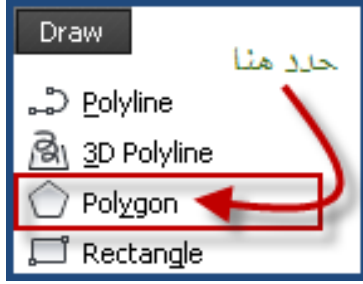 Draw
حدد هنا
Polyline
3D Polyline
Polygon
Rectangle